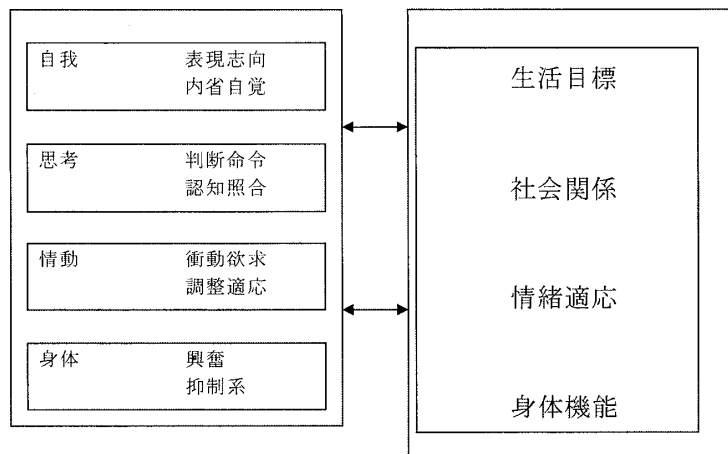 自我 表現志向
内省自覚
思考 判断命令
認知照合
情動 衝動欲求
調整適応
身体 興奮
抑制系
生活目標
社会関係
情緒適応
身体機能